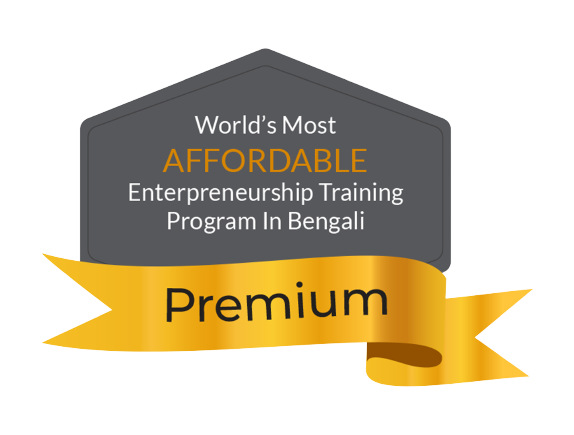 World’s Most
AFFORDABLE
Enterpreneurship Training
Program In Bengali
Premium